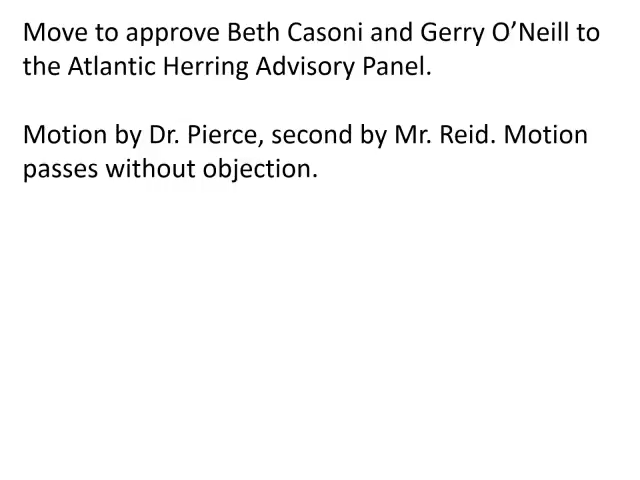 Move to approve Beth Casoni and Gerry O’Neill to
the Atlantic Herring Advisory Panel.
Motion by Dr. Pierce, second by Mr. Reid. Motion
passes without objection.